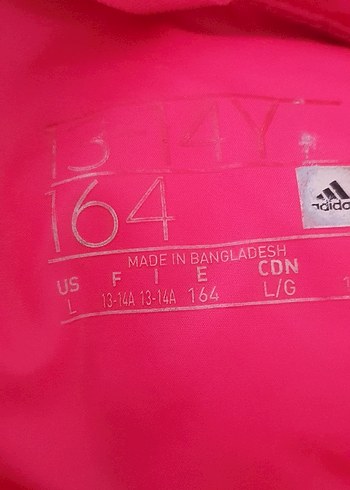 13-14Y L
164
adidas
MADE IN BANGLADESH
US F I E CDN
L 13-14A 13-14A 164 L/G